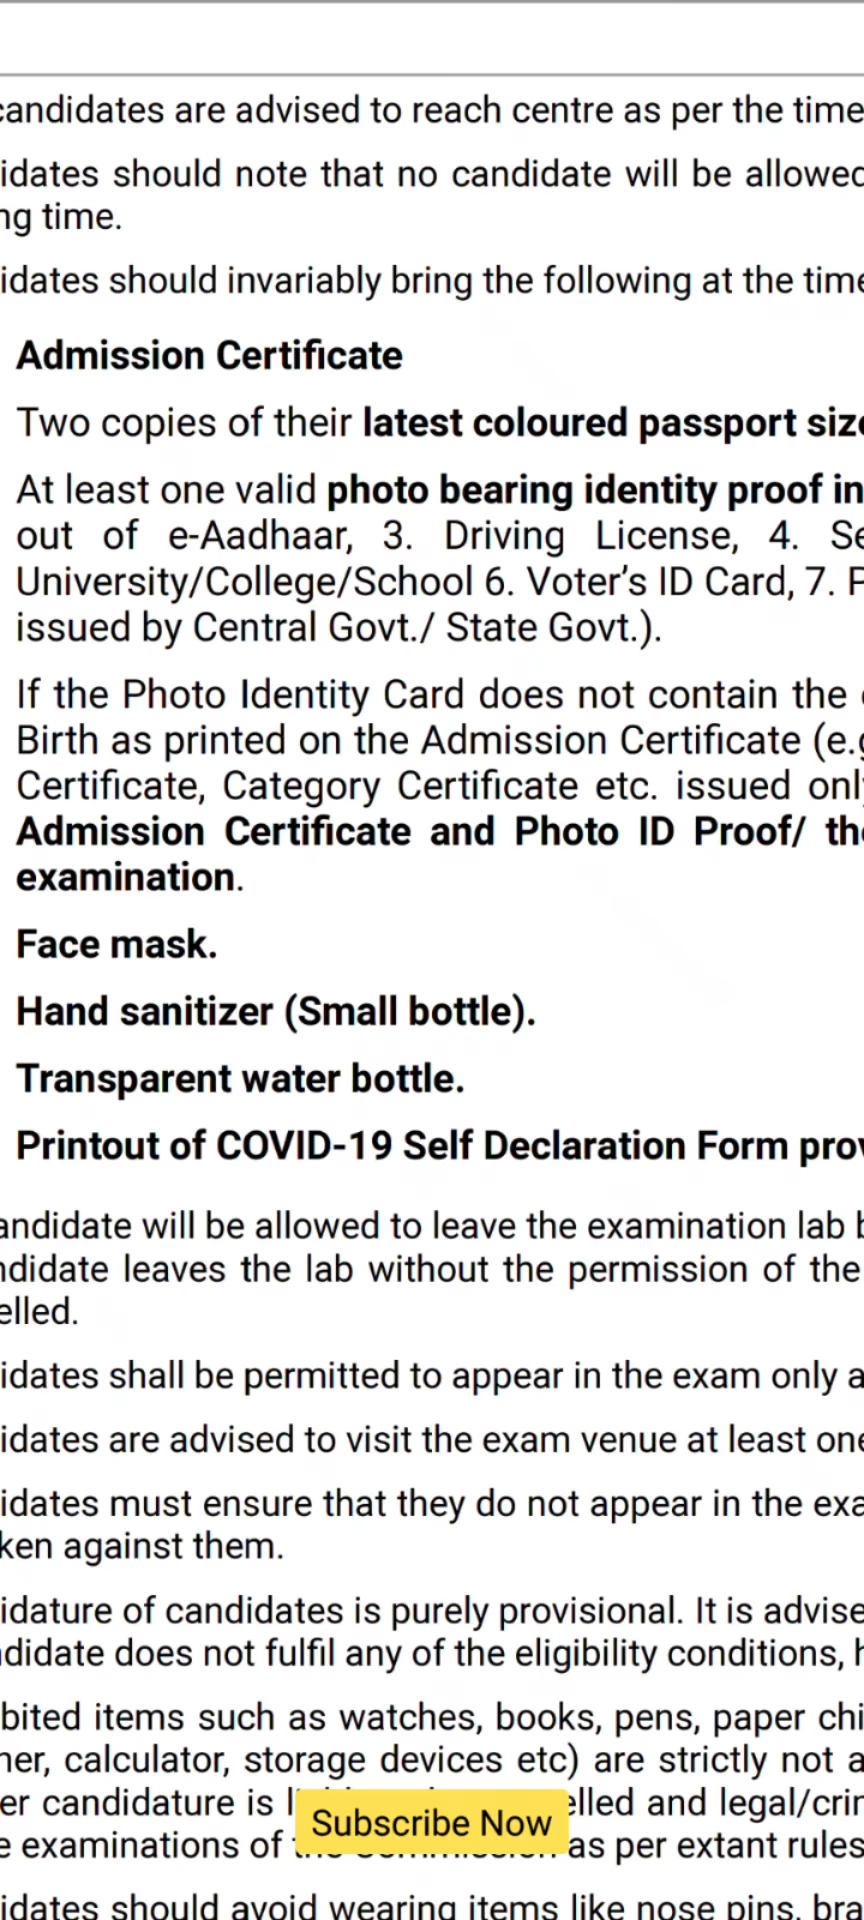 candidates are advised to reach centre as per the time
idates should note that no candidate will be allowed
ng time.
idates should invariably bring the following at the time
Admission Certificate
Two copies of their latest coloured passport size
At least one valid photo bearing identity proof in
out of e-Aadhaar, 3. Driving License, 4. Se
University/College/School 6. Voter's ID Card, 7. P
issued by Central Govt./ State Govt.).
If the Photo Identity Card does not contain the
Birth as printed on the Admission Certificate (e.g
Certificate, Category Certificate etc. issued only
Admission Certificate and Photo ID Proof/ the
examination.
Face mask.
Hand sanitizer (Small bottle).
Transparent water bottle.
Printout of COVID-19 Self Declaration Form prov
andidate will be allowed to leave the examination lab b
ndidate leaves the lab without the permission of the
elled.
idates shall be permitted to appear in the exam only a
idates are advised to visit the exam venue at least one
idates must ensure that they do not appear in the exa
ken against them.
idature of candidates is purely provisional. It is advise
ndidate does not fulfil any of the eligibility conditions, h
bited items such as watches, books, pens, paper chi
ner, calculator, storage devices etc) are strictly not a
er candidature is elled and legal/crim
Subscribe Now
e examinations of as per extant rules
idates should avoid wearing items like nose pins, bra